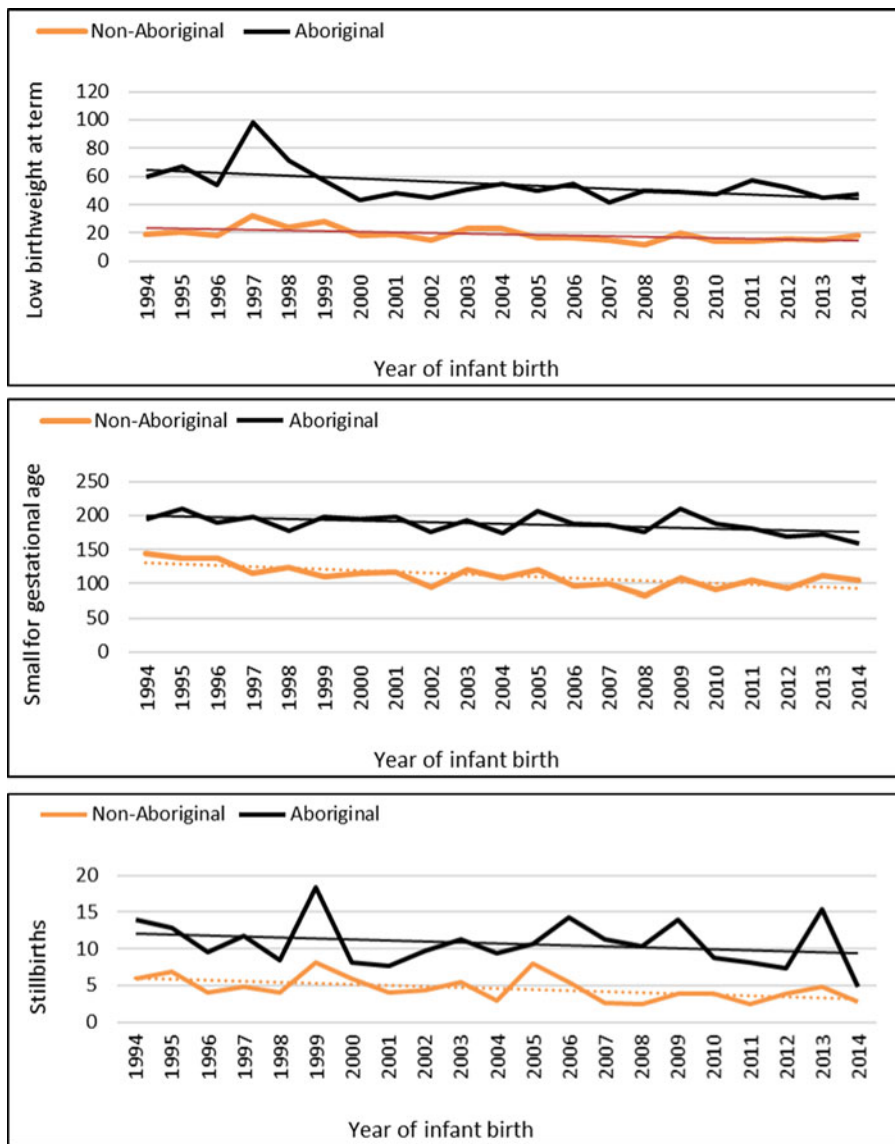 Non-Aboriginal Aboriginal
Low birthweight at term
120
100
80
60
40
20
0
1994 1995 1996 1997 1998 1999 2000 2001 2002 2003 2004 2005 2006 2007 2008 2009 2010 2011 2012 2013 2014
Year of infant birth
Non-Aboriginal Aboriginal
Small for gestational age
250
200
150
100
50
0
1994 1995 1996 1997 1998 1999 2000 2001 2002 2003 2004 2005 2006 2007 2008 2009 2010 2011 2012 2013 2014
Year of infant birth
Non-Aboriginal Aboriginal
Stillbirths
20
15
10
5
0
1994 1995 1996 1997 1998 1999 2000 2001 2002 2003 2004 2005 2006 2007 2008 2009 2010 2011 2012 2013 2014
Year of infant birth